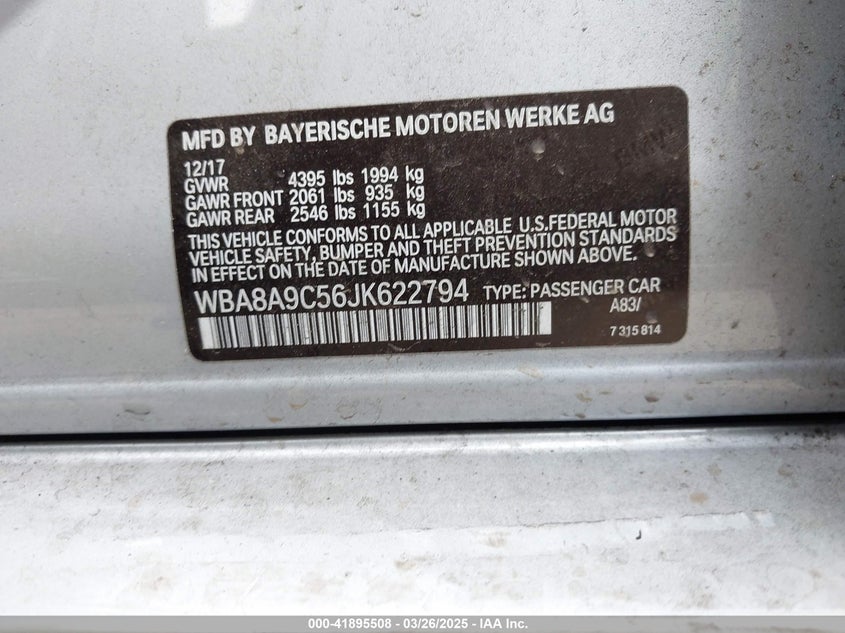 MFD BY BAYERISCHE MOTOREN WERKE AG
12/17
GVWR 4395 lbs 1994 kg
GAWR FRONT 2061 lbs 935 kg
GAWR REAR 2546 lbs 1155 kg
THIS VEHICLE CONFORMS TO ALL APPLICABLE U.S.FEDERAL MOTOR
VEHICLE SAFETY, BUMPER AND THEFT PREVENTION STANDARDS
IN EFFECT ON THE DATE OF MANUFACTURE SHOWN ABOVE.
WBA8A9C56JK622794 TYPE: PASSENGER CAR
A83/
7 315 814
000-41895508 - 03/26/2025 - IAA Inc.